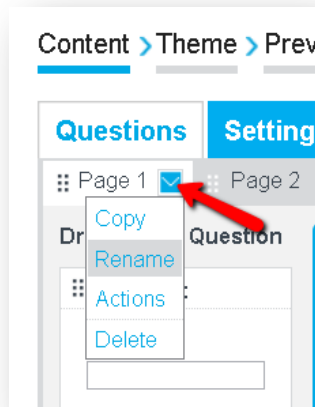 Content > Theme > Prev
Questions Setting
Page 1 Page 2
Copy
Dr Question
Rename
Actions :
Delete